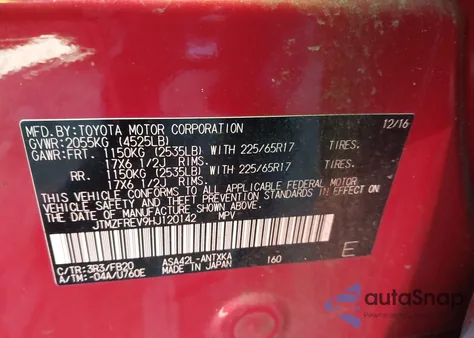 MFD.BY:TOYOTA MOTOR CORPORATION 12/16
GVWR:2055KG (4525LB)
GAWR:FRT. 1150KG (2535LB) WITH 225/65R17 TIRES.
17X6 1/2J RIMS.
RR. 1150KG (2535LB) WITH 225/65R17 TIRES.
17X6 1/2J RIMS.
THIS VEHICLE CONFORMS TO ALL APPLICABLE FEDERAL MOTOR
VEHICLE SAFETY AND THEFT PREVENTION STANDARDS IN EFFECT
ON THE DATE OF MANUFACTURE SHOWN ABOVE.
JTMZFREV9HJ120142 MPV
E
C/TR:3R3/FB20 ASA42L-ANTXKA 160
A/TM:-04A/U760E MADE IN JAPAN
autoSnap